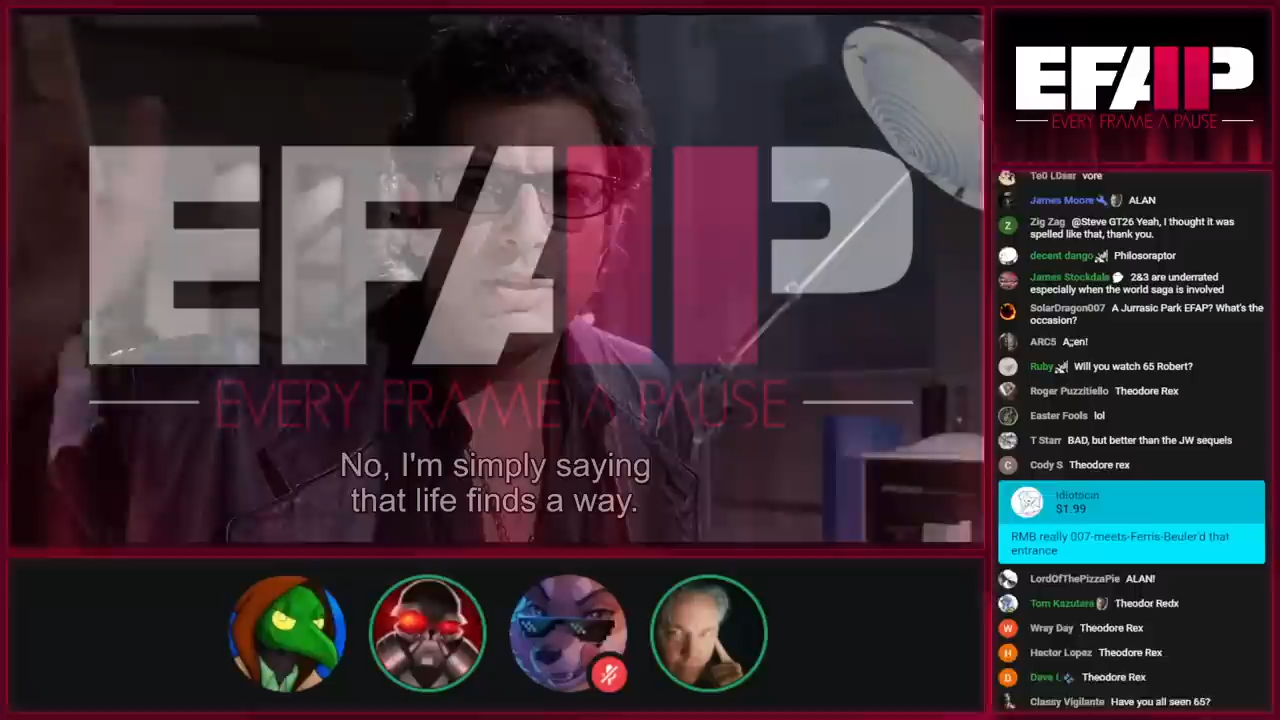 EFAP
EVERY FRAME A PAUSE
No, I'm simply saying
that life finds a way.
EFAP
EVERY FRAME A PAUSE
vore
James Moore ALAN
Z
Zig Zag @Steve GT26 Yeah, I thought it was
spelled like that, thank you.
decent dango Philosoraptor
James Stockdale 2&3 are underrated
especially when the world saga is involved
SolarDragon007 A Jurrasic Park EFAP? What's the
occasion?
ARC5
Ruby Will you watch 65 Robert?
Roger Puzzitiello Theodore Rex
Easter Fools lol
T Starr BAD, but better than the JW sequels
C
Cody S Theodore rex
Idiotocin
$1.99
RMB really 007-meets-Ferris-Beuler'd that
entrance
LordOfThePizzaPie ALAN!
Tom Kazutara Theodor Redx
W
Wray Day Theodore Rex
H
Hector Lopez Theodore Rex
D
Dave L Theodore Rex
Classy Vigilante Have you all seen 65?